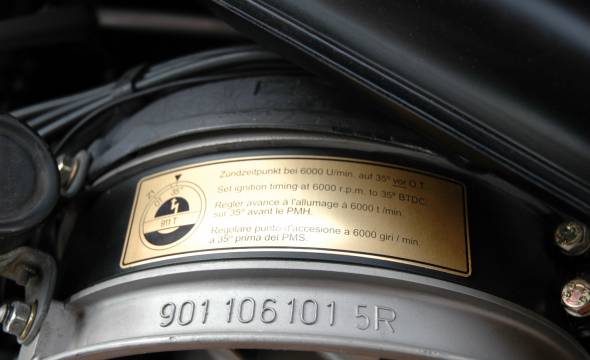 Zündzeitpunkt bei 6000 U/min. auf 35° vor O.T.
Set ignition timing at 6000 r.p.m. to 35° BTDC.
Régler avance à l'allumage à 6000 t /min.
sur 35° avant le PMH.
Regolare punto d'accesione a 6000 giri / min.
a 35° prima dei PMS.
35°
911 T
901 106 101 5R